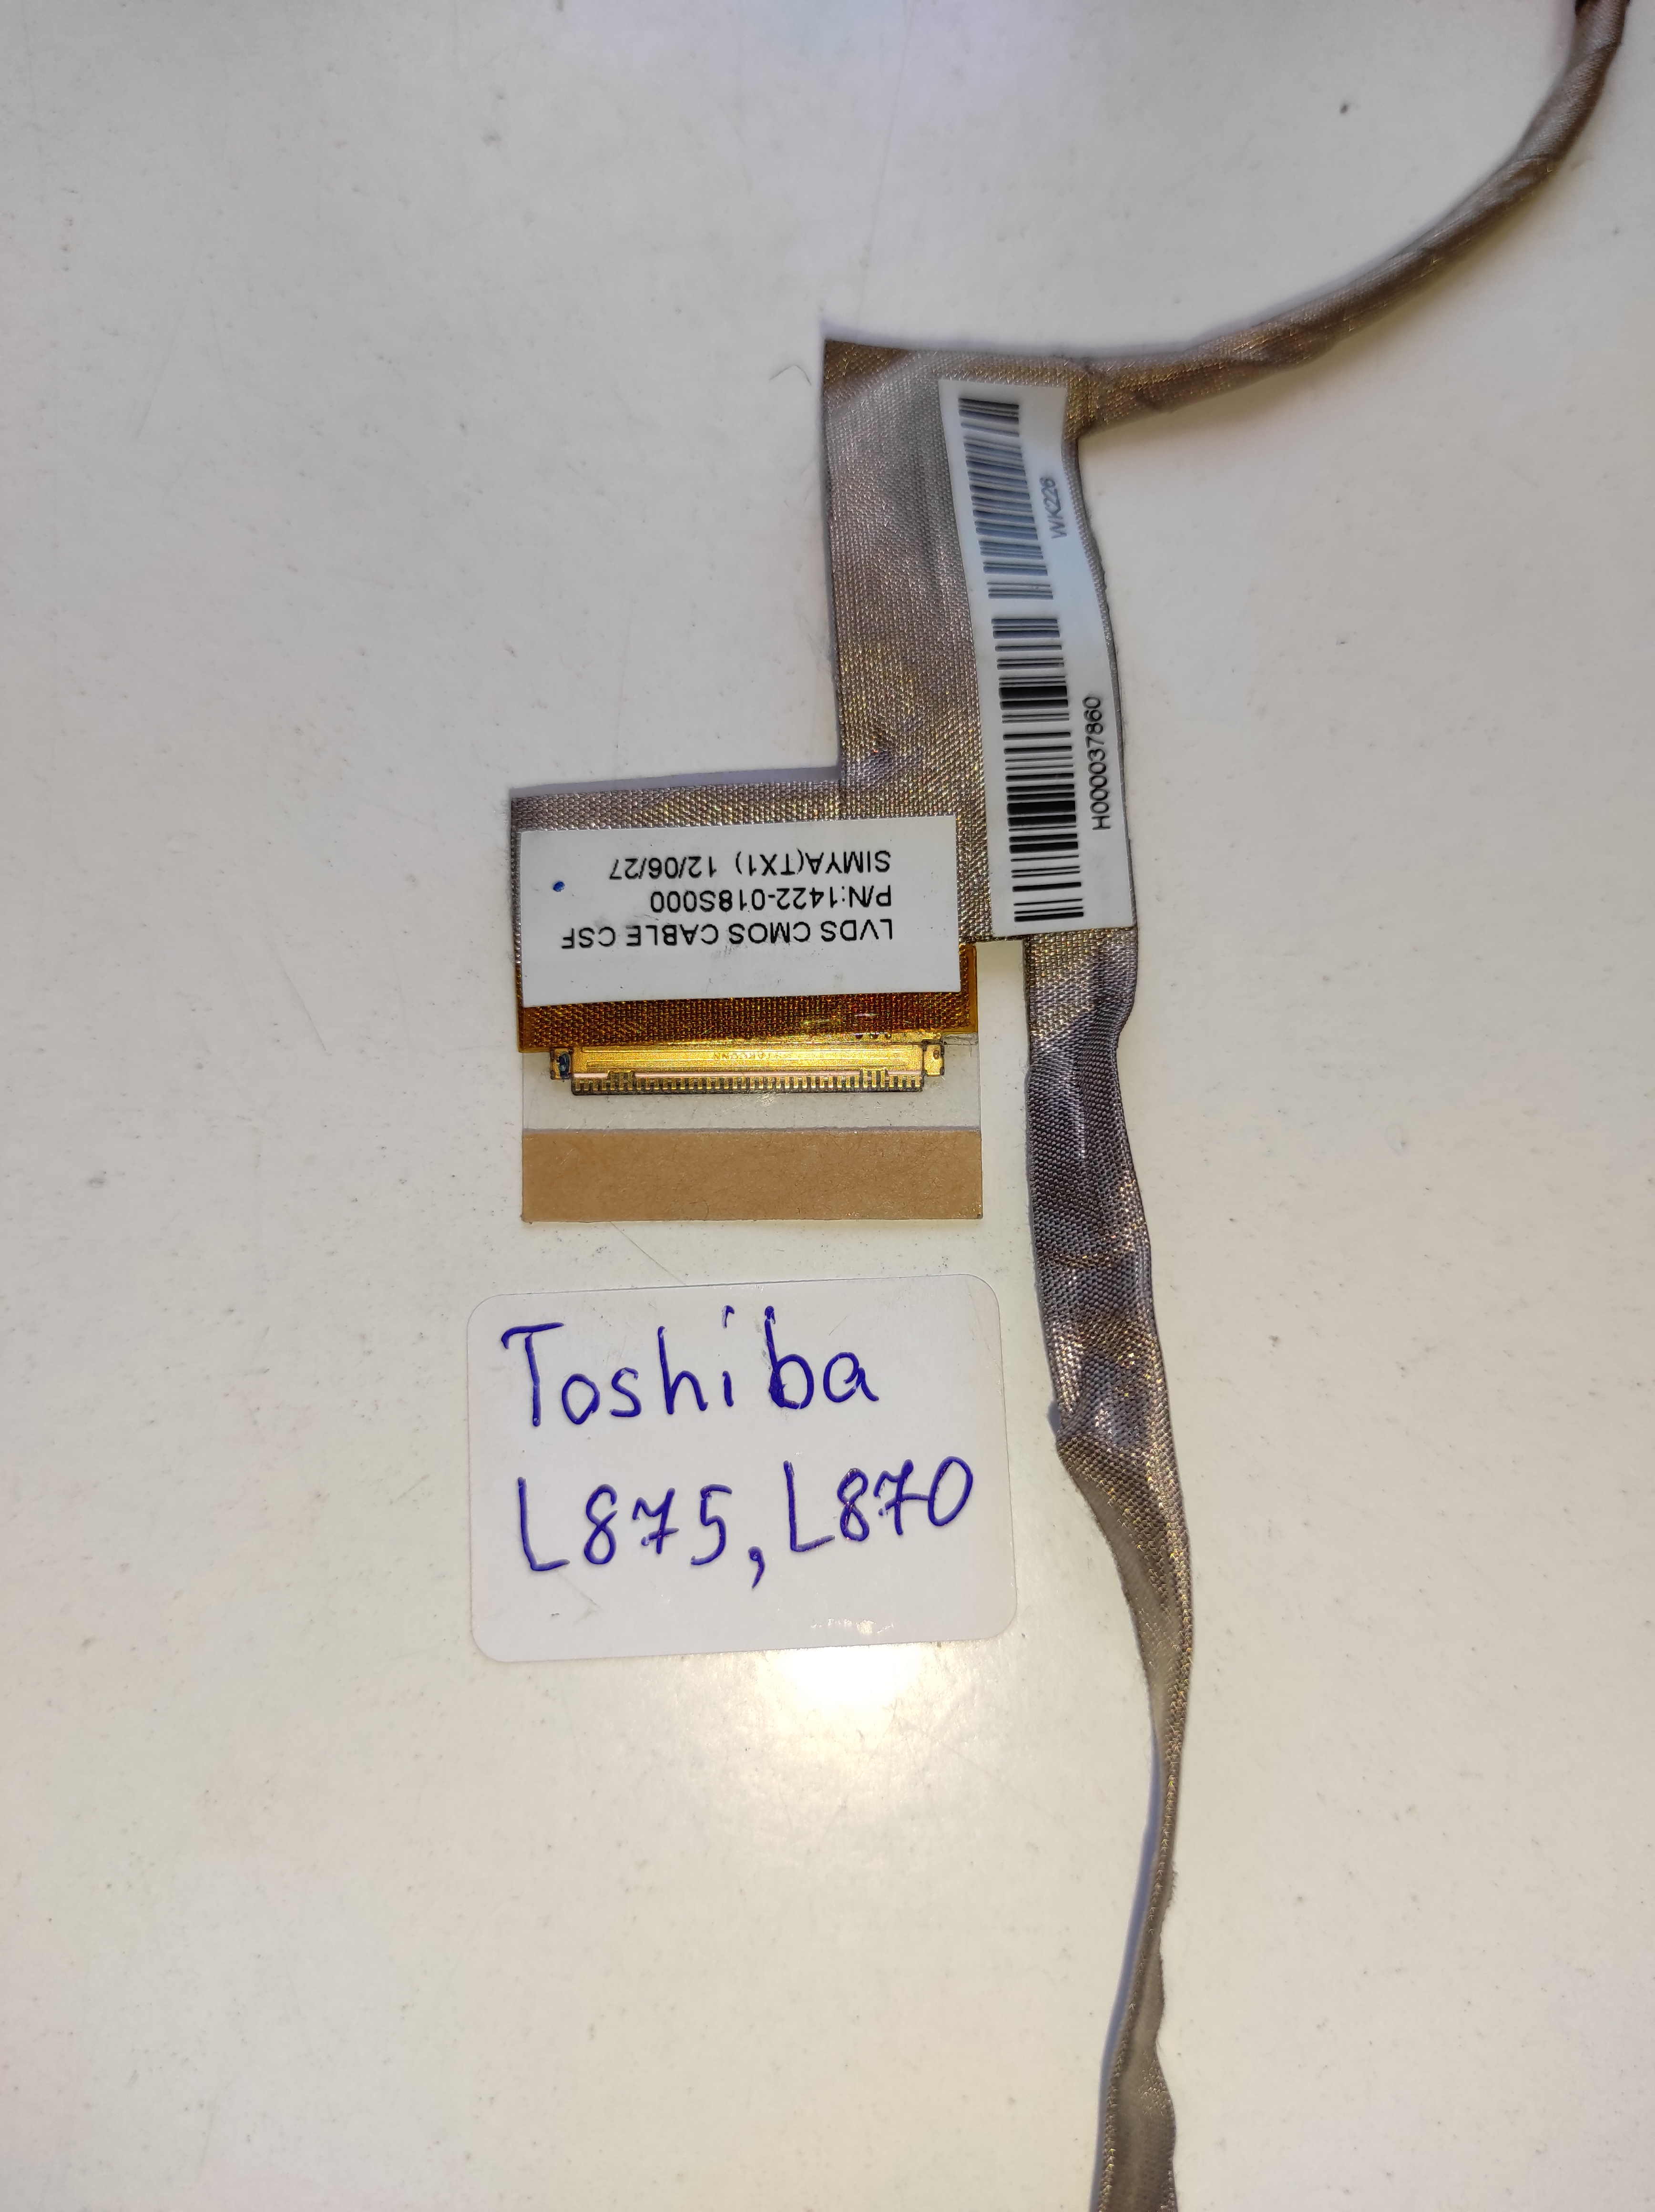 WK226
H000037860
LVDS CMOS CABLE CSF
P/N:1422-018S000
SIMYA(TX1) 12/06/27
Toshiba
L875, L870